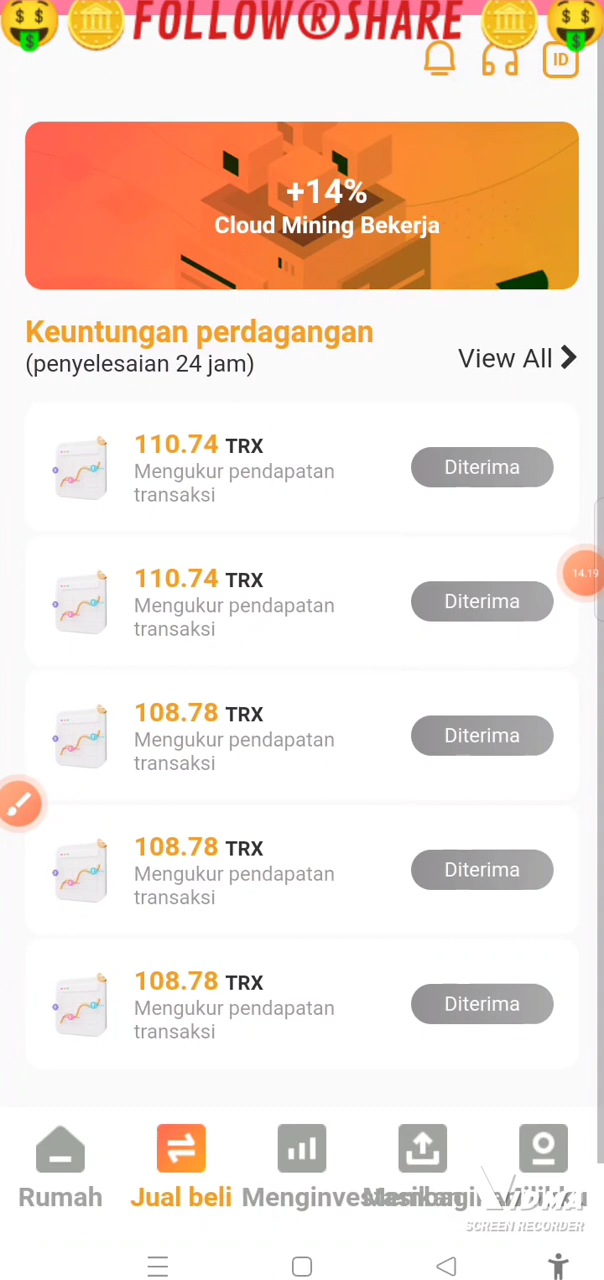 FOLLOW®SHARE
ID
+14%
Cloud Mining Bekerja
Keuntungan perdagangan
(penyelesaian 24 jam)
View All
110.74 TRX
Mengukur pendapatan
transaksi
Diterima
110.74 TRX
Mengukur pendapatan
transaksi
Diterima
14.19
108.78 TRX
Mengukur pendapatan
transaksi
Diterima
108.78 TRX
Mengukur pendapatan
transaksi
Diterima
108.78 TRX
Mengukur pendapatan
transaksi
Diterima
Rumah
Jual beli
VIDMA
SCREEN RECORDER